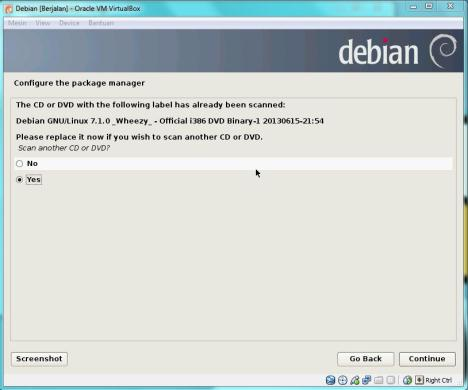 Debian [Berjalan] - Oracle VM VirtualBox
Mesin View Device Bantuan
debian
Configure the package manager
The CD or DVD with the following label has already been scanned:
Debian GNU/Linux 7.1.0 _Wheezy_ - Official i386 DVD Binary-1 20130615-21:54
Please replace it now if you wish to scan another CD or DVD.
Scan another CD or DVD?
No
Yes
Screenshot Go Back Continue
Right Ctrl